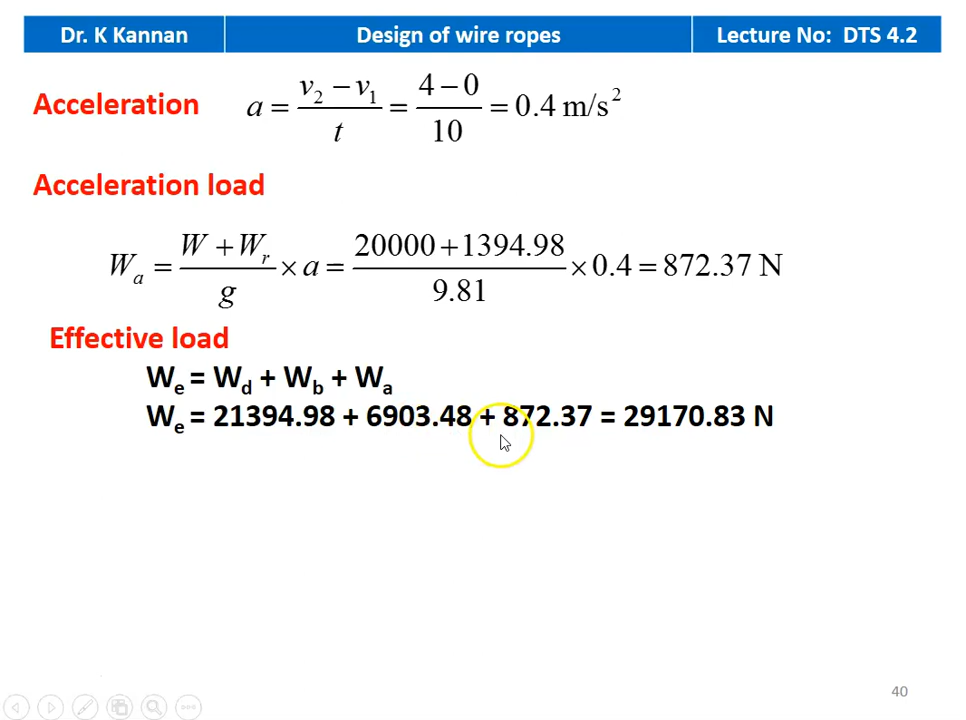 Dr. K Kannan Design of wire ropes Lecture No: DTS 4.2
Acceleration a = (v₂ − v₁)/t = (4 − 0)/10 = 0.4 m/s²
Acceleration load
Wₐ = (W + Wᵣ)/g × a = (20000 + 1394.98)/9.81 × 0.4 = 872.37 N
Effective load
Wₑ = W_d + W_b + Wₐ
Wₑ = 21394.98 + 6903.48 + 872.37 = 29170.83 N
40